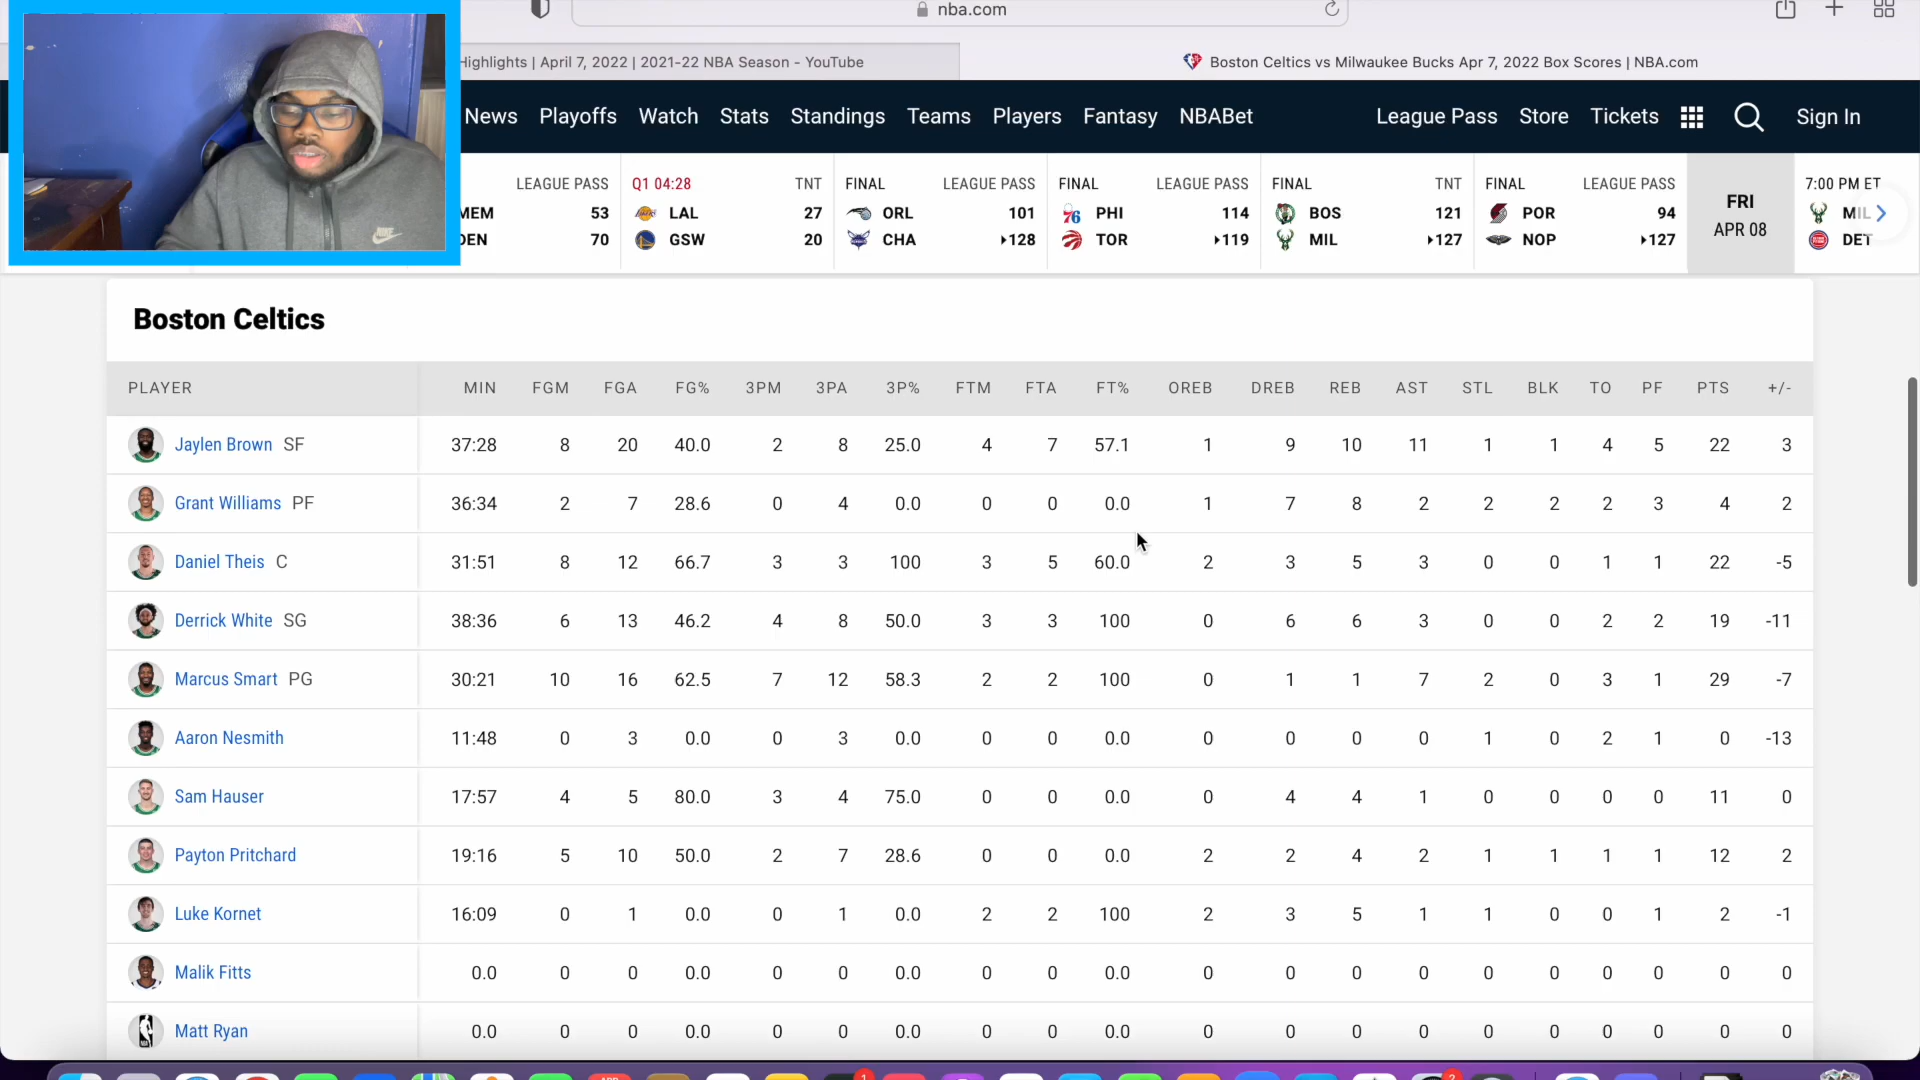 nba.com
Highlights | April 7, 2022 | 2021-22 NBA Season - YouTube
Boston Celtics vs Milwaukee Bucks Apr 7, 2022 Box Scores | NBA.com
News Playoffs Watch Stats Standings Teams Players Fantasy NBABet League Pass Store Tickets Sign In
LEAGUE PASS Q1 04:28 TNT FINAL LEAGUE PASS FINAL LEAGUE PASS FINAL TNT FINAL LEAGUE PASS FRI 7:00 PM ET
MEM 53 LAL 27 ORL 101 PHI 114 BOS 121 POR 94 APR 08 MIL
DEN 70 GSW 20 CHA 128 TOR 119 MIL 127 NOP 127 DET
Boston Celtics
PLAYER MIN FGM FGA FG% 3PM 3PA 3P% FTM FTA FT% OREB DREB REB AST STL BLK TO PF PTS +/-
Jaylen Brown SF 37:28 8 20 40.0 2 8 25.0 4 7 57.1 1 9 10 11 1 1 4 5 22 3
Grant Williams PF 36:34 2 7 28.6 0 4 0.0 0 0 0.0 1 7 8 2 2 2 2 3 4 2
Daniel Theis C 31:51 8 12 66.7 3 3 100 3 5 60.0 2 3 5 3 0 0 1 1 22 -5
Derrick White SG 38:36 6 13 46.2 4 8 50.0 3 3 100 0 6 6 3 0 0 2 2 19 -11
Marcus Smart PG 30:21 10 16 62.5 7 12 58.3 2 2 100 0 1 1 7 2 0 3 1 29 -7
Aaron Nesmith 11:48 0 3 0.0 0 3 0.0 0 0 0.0 0 0 0 0 1 0 2 1 0 -13
Sam Hauser 17:57 4 5 80.0 3 4 75.0 0 0 0.0 0 4 4 1 0 0 0 0 11 0
Payton Pritchard 19:16 5 10 50.0 2 7 28.6 0 0 0.0 2 2 4 2 1 1 1 1 12 2
Luke Kornet 16:09 0 1 0.0 0 1 0.0 2 2 100 2 3 5 1 1 0 0 1 2 -1
Malik Fitts 0.0 0 0 0.0 0 0 0.0 0 0 0.0 0 0 0 0 0 0 0 0 0 0
Matt Ryan 0.0 0 0 0.0 0 0 0.0 0 0 0.0 0 0 0 0 0 0 0 0 0 0